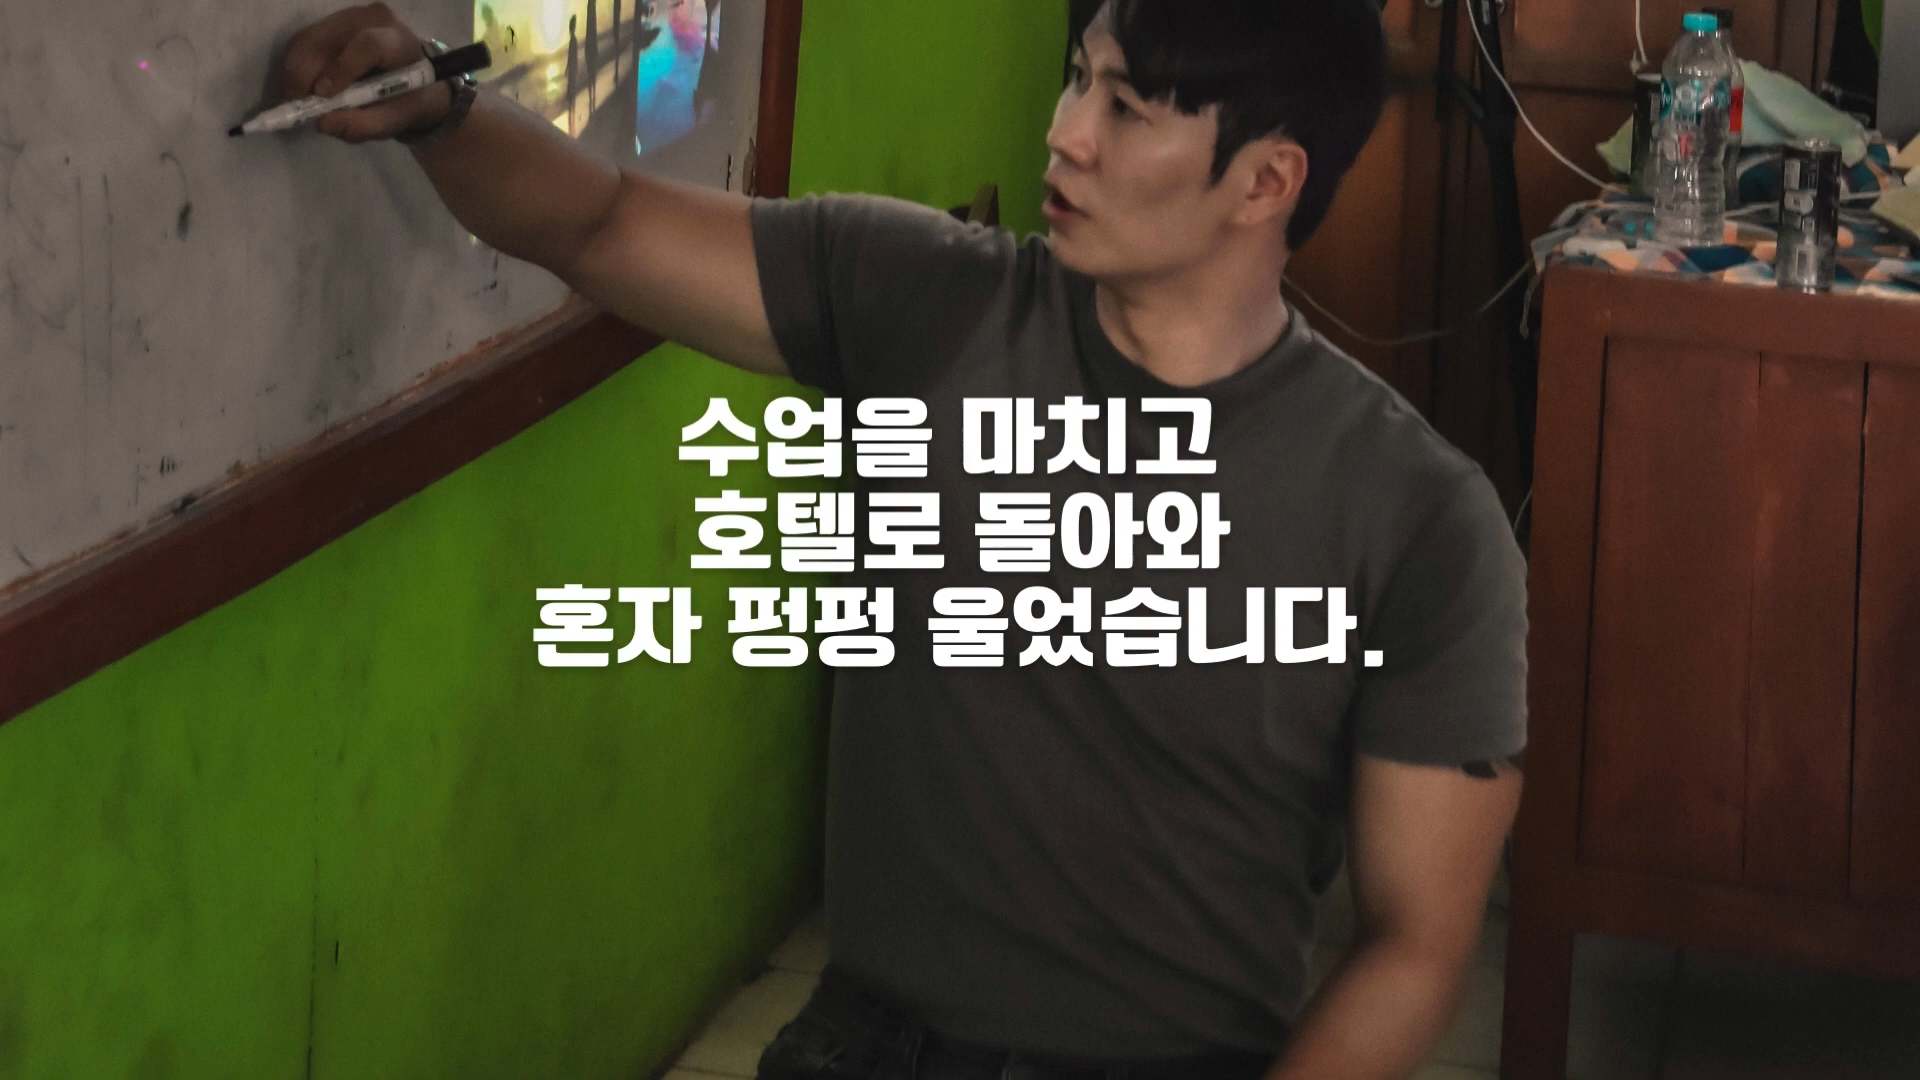 수업을 마치고
호텔로 돌아와
혼자 펑펑 울었습니다.